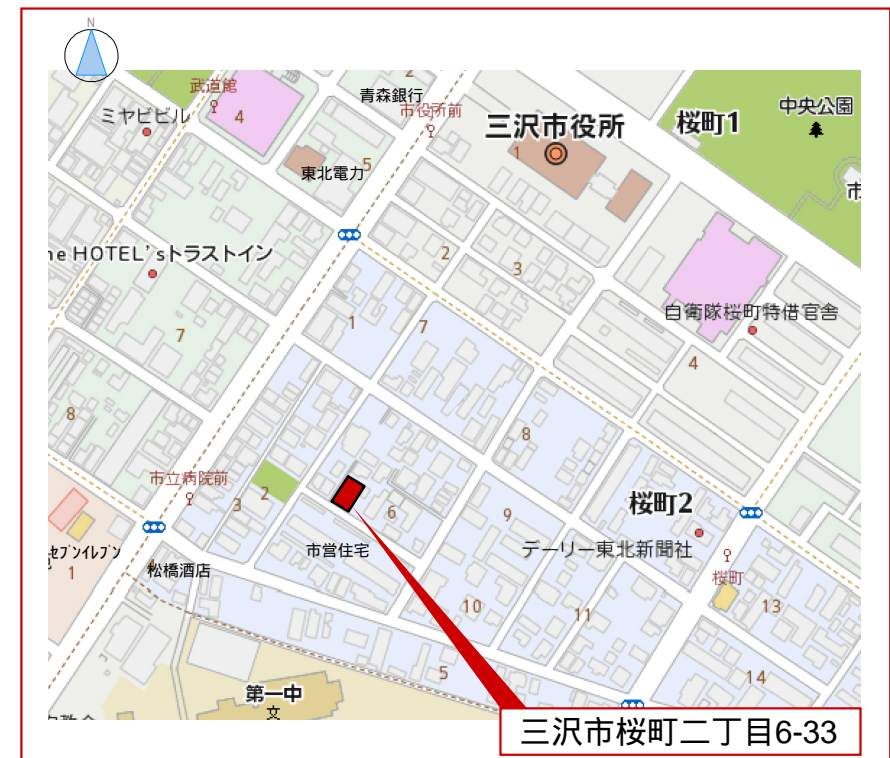 N
武道館
ミヤビビル
4
2
青森銀行
市役所前
三沢市役所
1
桜町1
中央公園
市
東北電力
5
he HOTEL'sトラストイン
2
3
自衛隊桜町特借官舎
7
1
7
4
8
8
市立病院前
3
2
6
9
桜町2
デーリー東北新聞社
市営住宅
セブンイレブン
1
松橋酒店
桜町
10
11
13
5
14
第一中
文
三沢市桜町二丁目6-33